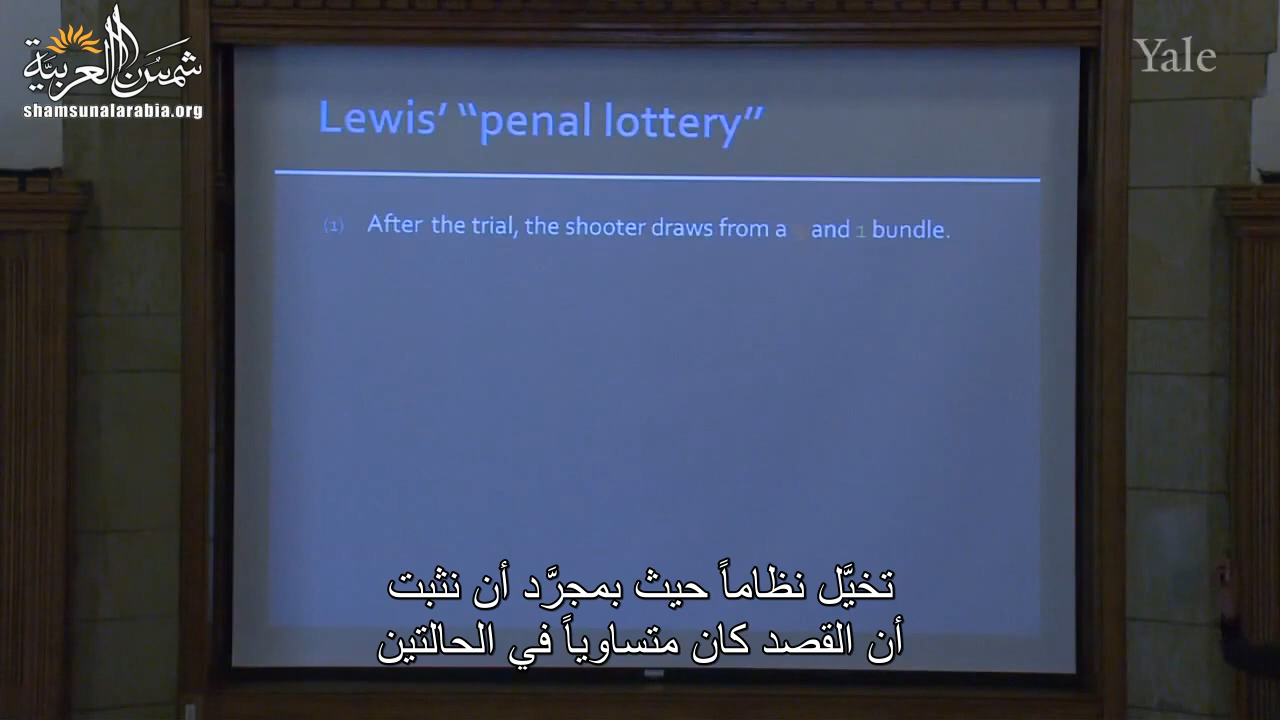 شمس العربية
shamsunalarabia.org
Yale
Lewis’ “penal lottery”
(1) After the trial, the shooter draws from a and 1 bundle.
تخيَّل نظاماً حيث بمجرَّد أن نثبت
أن القصد كان متساوياً في الحالتين